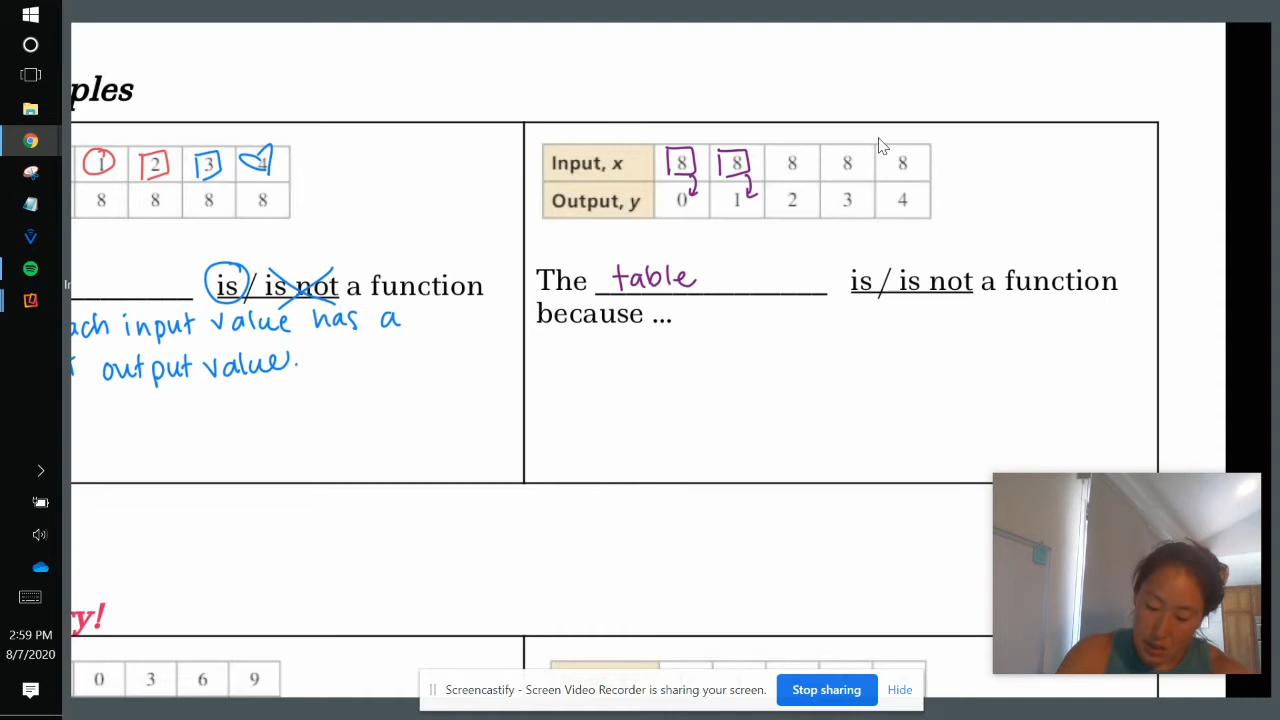 ples
1 2 3 4
8 8 8 8
is / is not a function
ach input value has a
output value.
Input, x 8 8 8 8 8
Output, y 0 1 2 3 4
The table is / is not a function
because ...
ry!
0 3 6 9
Screencastify - Screen Video Recorder is sharing your screen. Stop sharing Hide
2:59 PM
8/7/2020